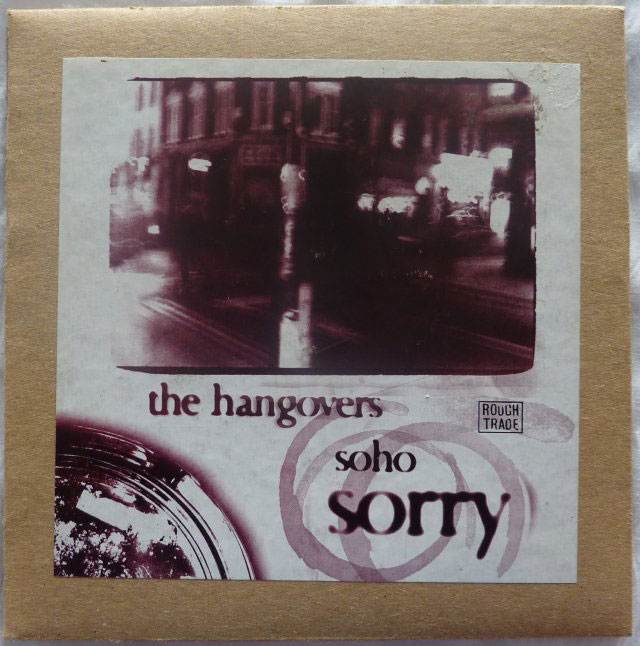 the hangovers
ROUGH
TRADE
soho
sorry